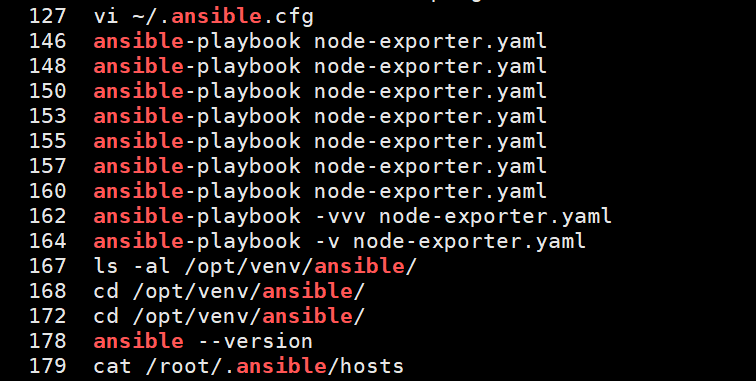 127 vi ~/.ansible.cfg
146 ansible-playbook node-exporter.yaml
148 ansible-playbook node-exporter.yaml
150 ansible-playbook node-exporter.yaml
153 ansible-playbook node-exporter.yaml
155 ansible-playbook node-exporter.yaml
157 ansible-playbook node-exporter.yaml
160 ansible-playbook node-exporter.yaml
162 ansible-playbook -vvv node-exporter.yaml
164 ansible-playbook -v node-exporter.yaml
167 ls -al /opt/venv/ansible/
168 cd /opt/venv/ansible/
172 cd /opt/venv/ansible/
178 ansible --version
179 cat /root/.ansible/hosts